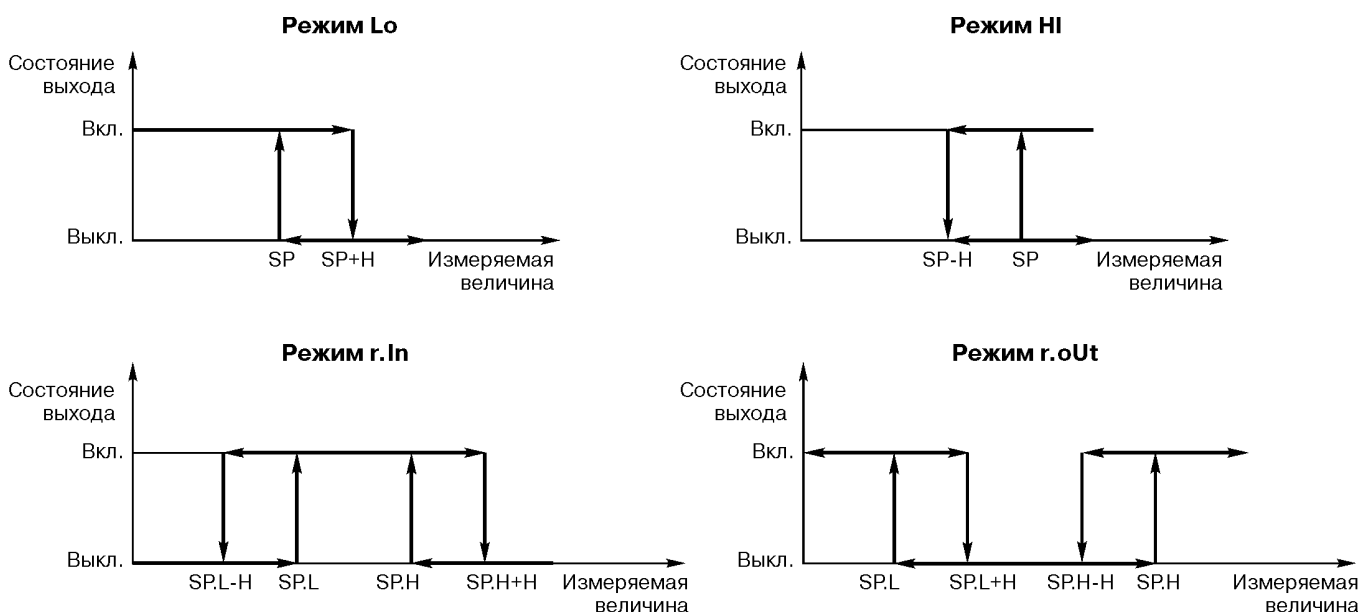 Режим Lo
Состояние
выхода
Вкл.
Выкл.
SP
SP+H
Измеряемая
величина
Режим HI
Состояние
выхода
Вкл.
Выкл.
SP-H
SP
Измеряемая
величина
Режим r.In
Состояние
выхода
Вкл.
Выкл.
SP.L-H
SP.L
SP.H
SP.H+H
Измеряемая
величина
Режим r.oUt
Состояние
выхода
Вкл.
Выкл.
SP.L
SP.L+H
SP.H-H
SP.H
Измеряемая
величина